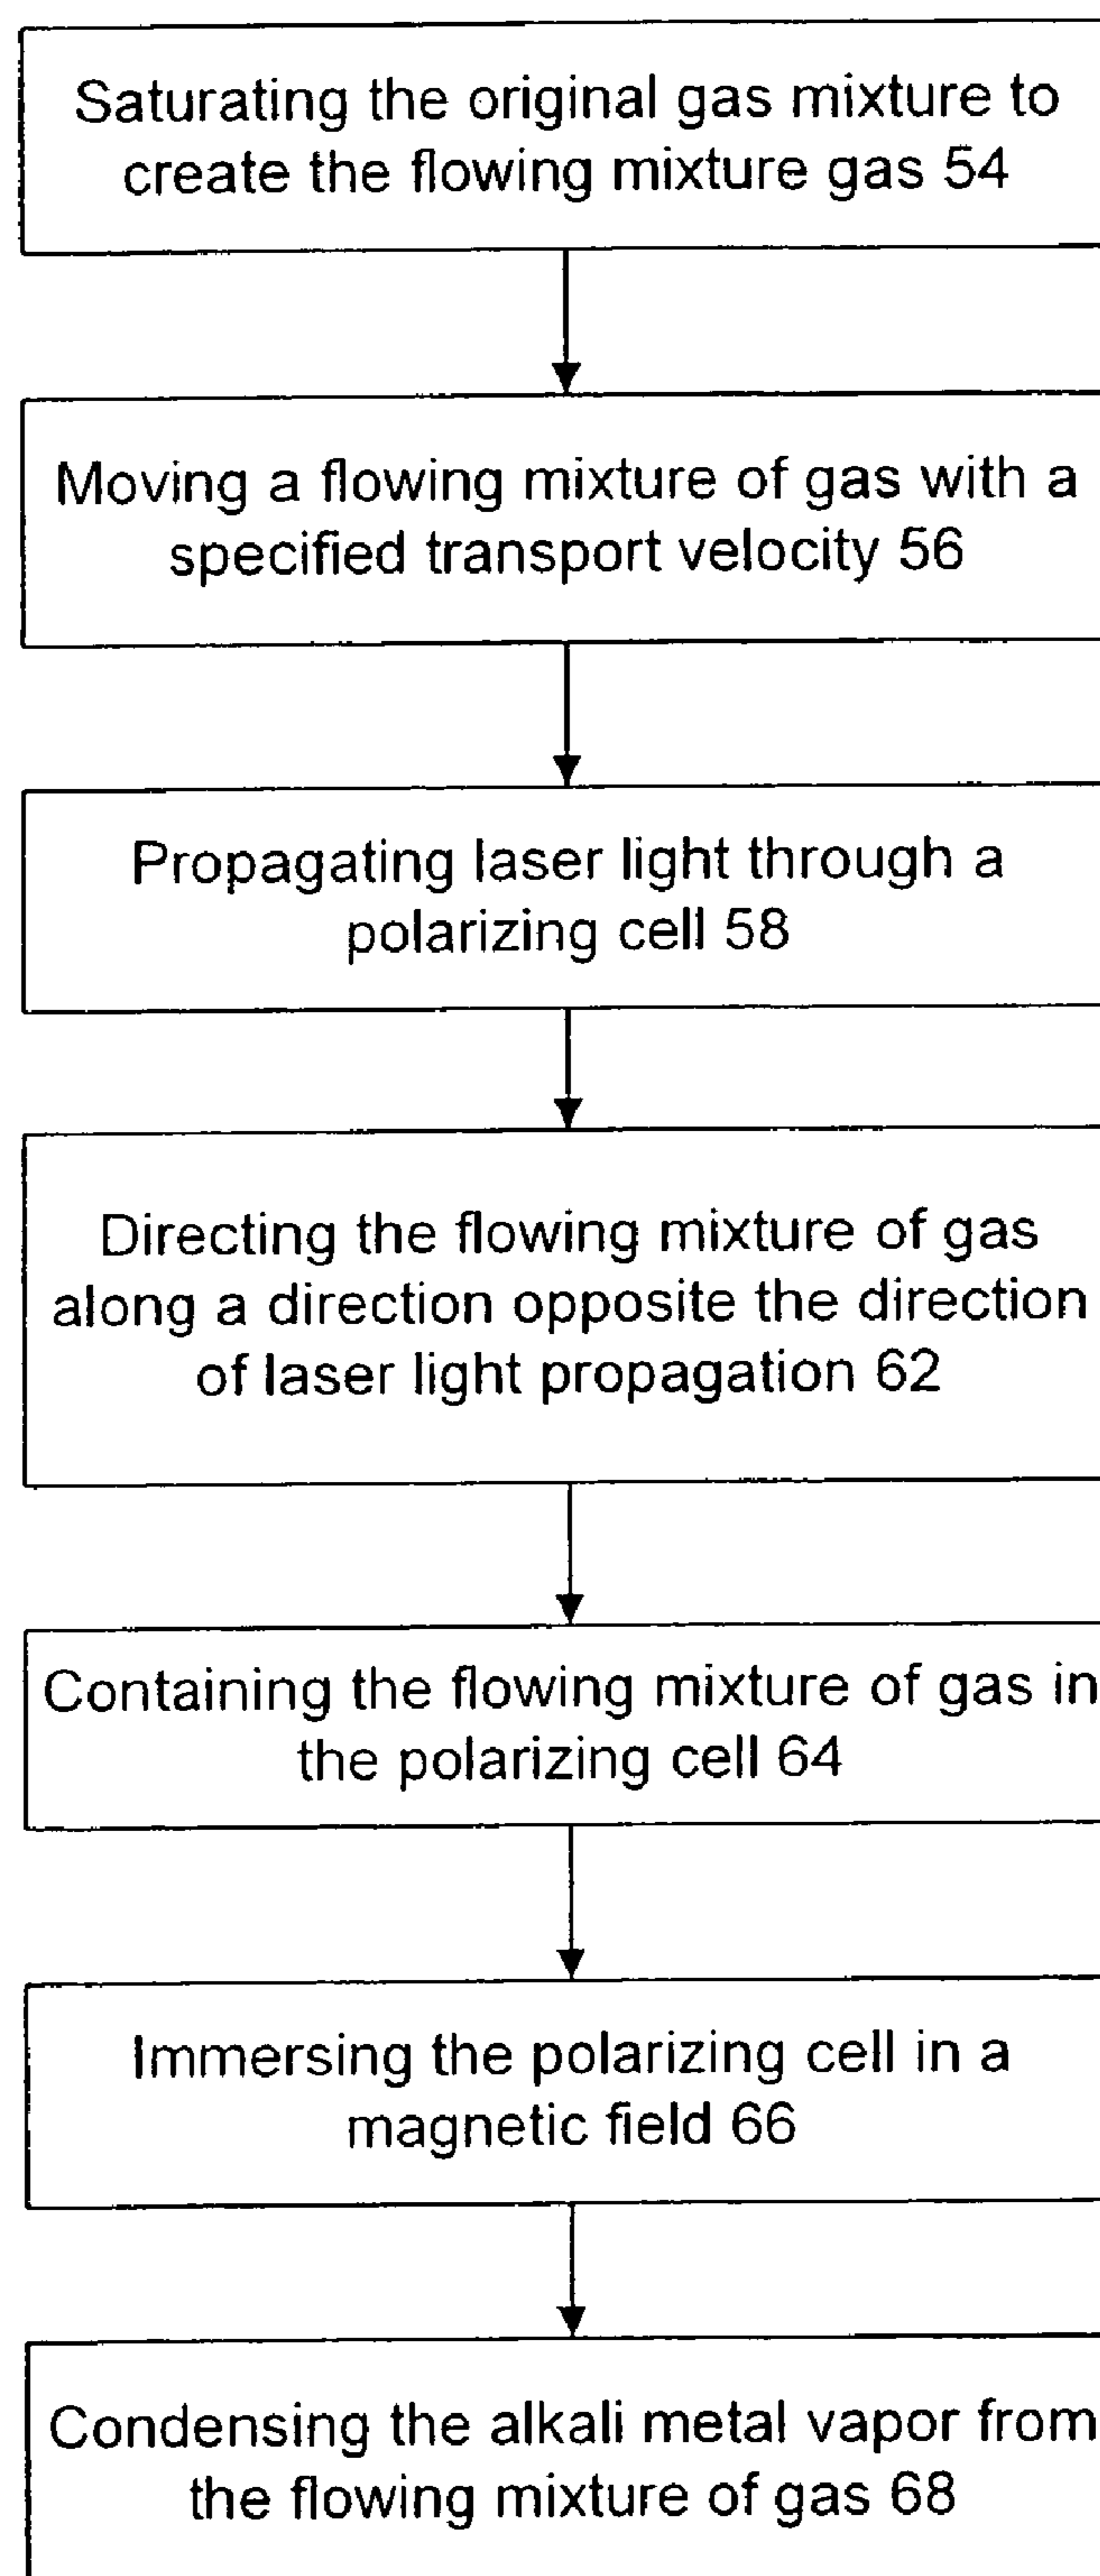 Saturating the original gas mixture to
create the flowing mixture gas 54
Moving a flowing mixture of gas with a
specified transport velocity 56
Propagating laser light through a
polarizing cell 58
Directing the flowing mixture of gas
along a direction opposite the direction
of laser light propagation 62
Containing the flowing mixture of gas in
the polarizing cell 64
Immersing the polarizing cell in a
magnetic field 66
Condensing the alkali metal vapor from
the flowing mixture of gas 68